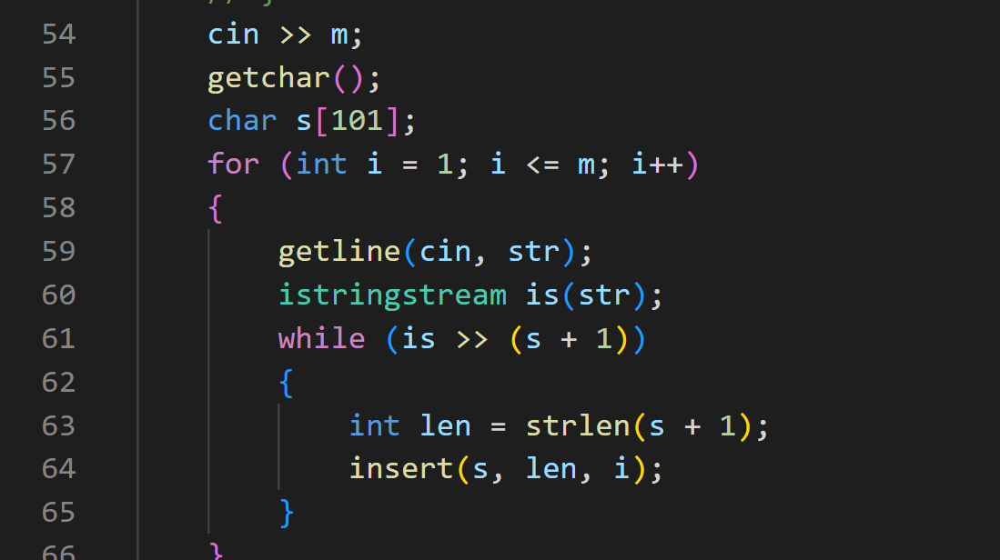 54 cin >> m;
55 getchar();
56 char s[101];
57 for (int i = 1; i <= m; i++)
58 {
59 getline(cin, str);
60 istringstream is(str);
61 while (is >> (s + 1))
62 {
63 int len = strlen(s + 1);
64 insert(s, len, i);
65 }
66 }